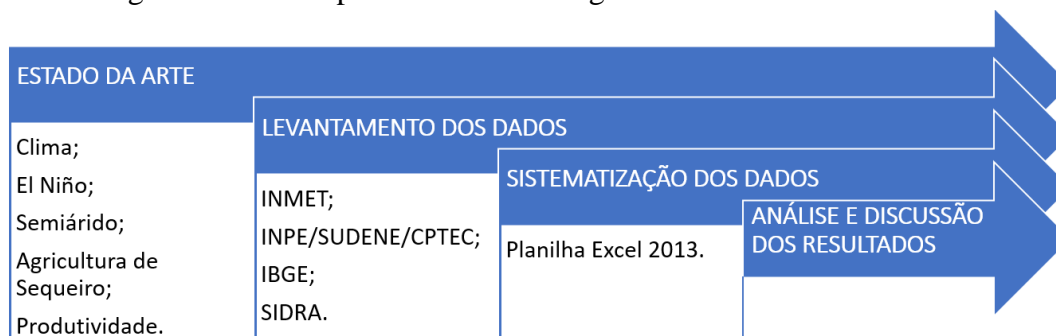 ESTADO DA ARTE
Clima;
El Niño;
Semiárido;
Agricultura de
Sequeiro;
Produtividade.
LEVANTAMENTO DOS DADOS
INMET;
INPE/SUDENE/CPTEC;
IBGE;
SIDRA.
SISTEMATIZAÇÃO DOS DADOS
Planilha Excel 2013.
ANÁLISE E DISCUSSÃO
DOS RESULTADOS